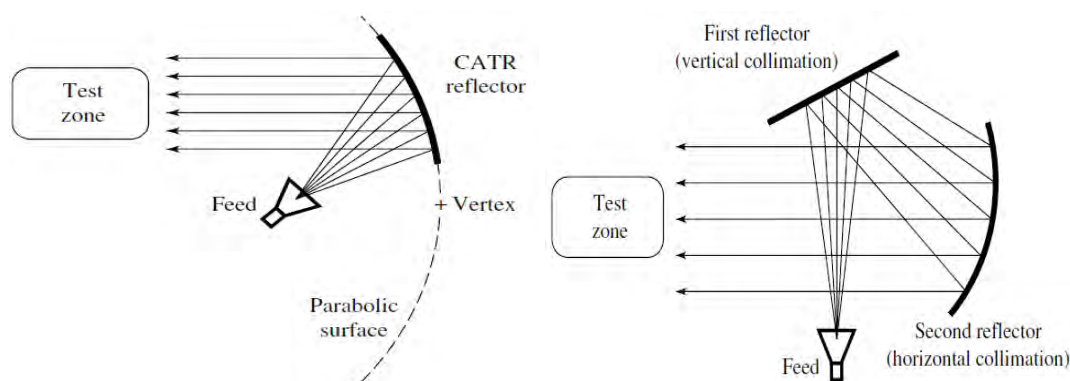 CATR
reflector
Test
zone
Feed
+ Vertex
Parabolic
surface
First reflector
(vertical collimation)
Test
zone
Second reflector
(horizontal collimation)
Feed